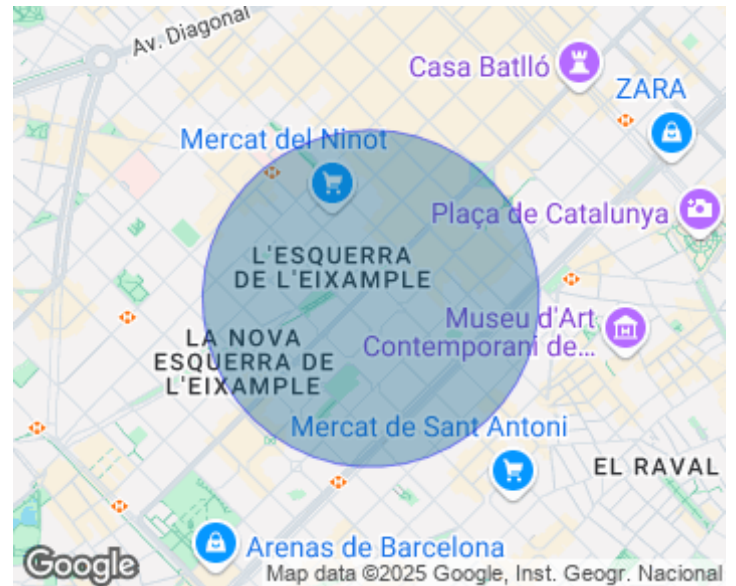 Av. Diagonal
Casa Batlló
ZARA
Mercat del Ninot
Plaça de Catalunya
L'ESQUERRA
DE L'EIXAMPLE
Museu d'Art
Contemporani de...
LA NOVA
ESQUERRA DE
L'EIXAMPLE
Mercat de Sant Antoni
EL RAVAL
Arenas de Barcelona
Google
Map data ©2025 Google, Inst. Geogr. Nacional